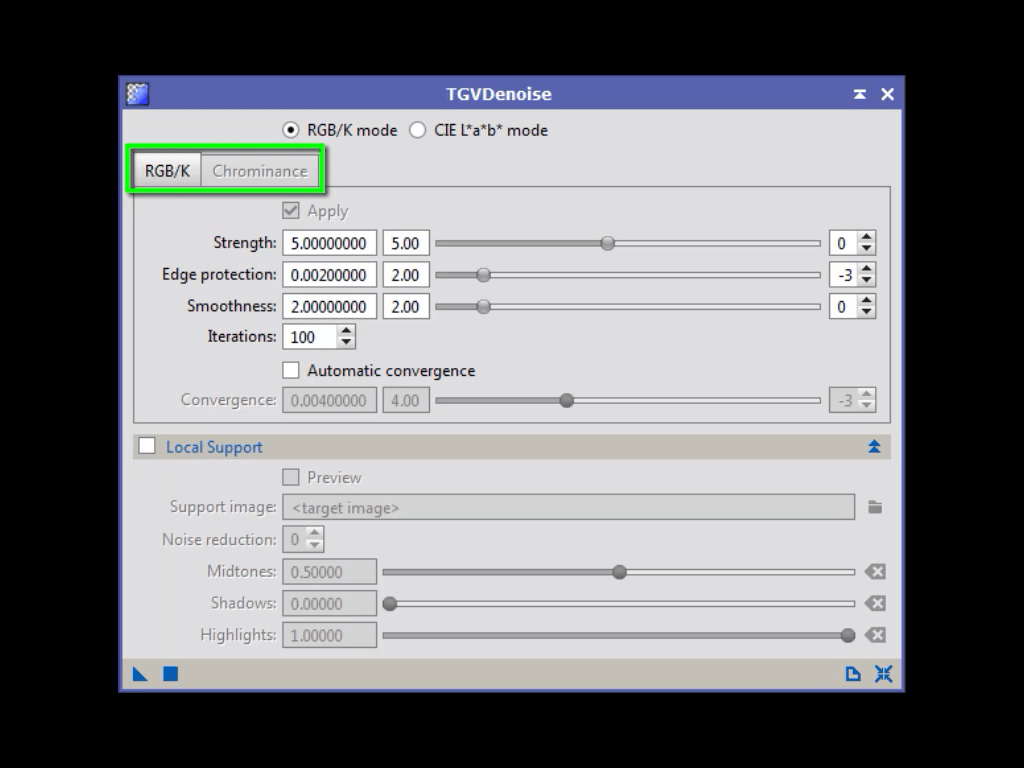 TGVDenoise
RGB/K mode CIE L*a*b* mode
RGB/K Chrominance
Apply
Strength: 5.00000000 5.00 0
Edge protection: 0.00200000 2.00 -3
Smoothness: 2.00000000 2.00 0
Iterations: 100
Automatic convergence
Convergence: 0.00400000 4.00 -3
Local Support
Preview
Support image: <target image>
Noise reduction: 0
Midtones: 0.50000
Shadows: 0.00000
Highlights: 1.00000